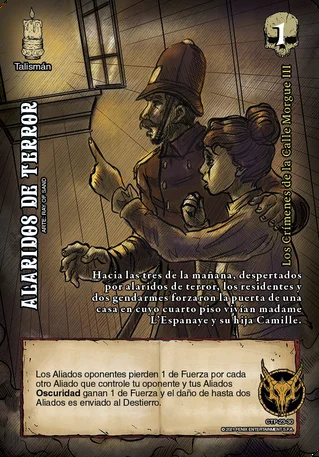 1
Talismán
ALARIDOS DE TERROR
ARTE: RAY OF SAND
Los Crímenes de la Calle Morgue III
Hacia las tres de la mañana, despertados
por alaridos de terror, los residentes y
dos gendarmes forzaron la puerta de una
casa en cuyo cuarto piso vivían madame
L'Espanaye y su hija Camille.
Los Aliados oponentes pierden 1 de Fuerza por cada
otro Aliado que controle tu oponente y tus Aliados
Oscuridad ganan 1 de Fuerza y el daño de hasta dos
Aliados es enviado al Destierro.
© 2021 FENIX ENTERTAINMENT S.P.A.